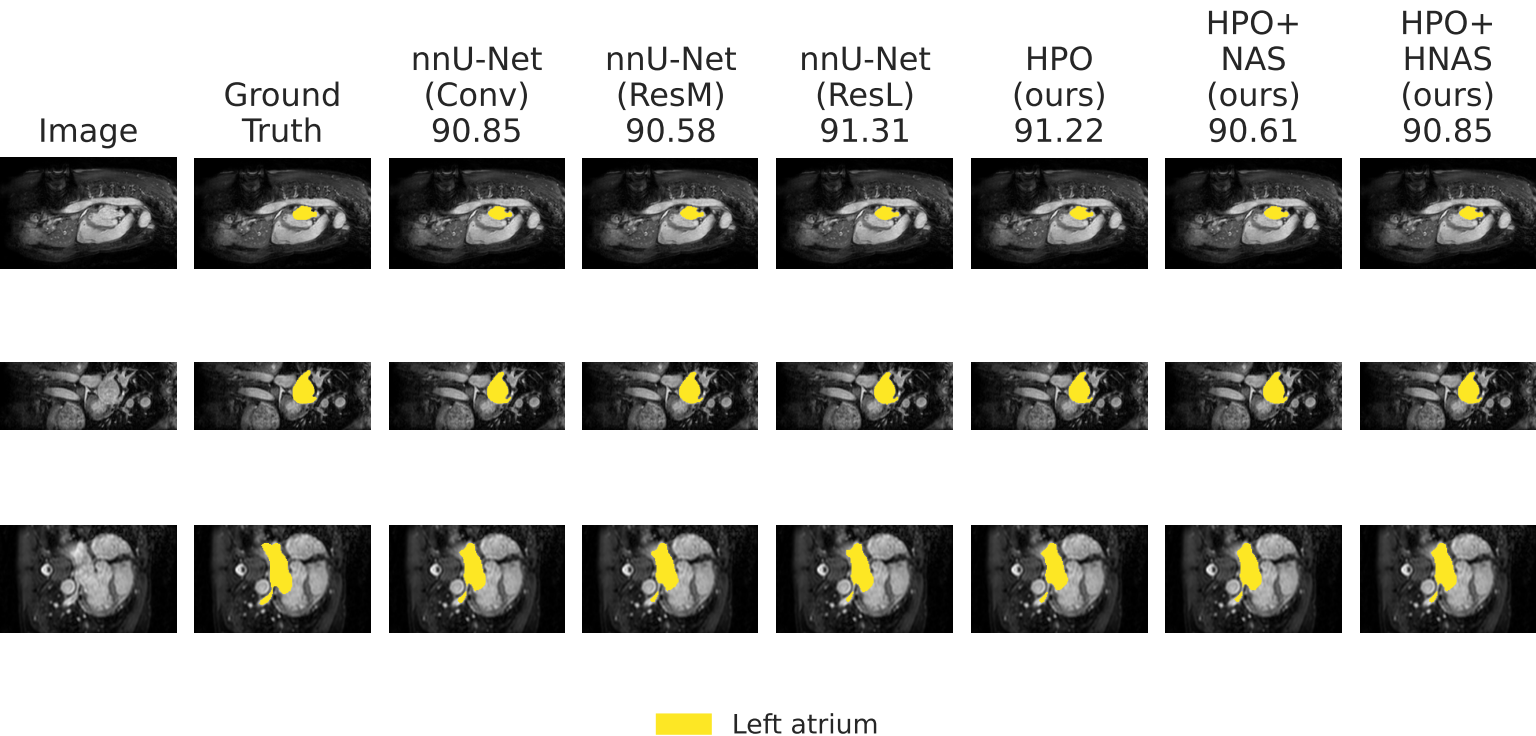 Image
Ground
Truth
nnU-Net
(Conv)
90.85
nnU-Net
(ResM)
90.58
nnU-Net
(ResL)
91.31
HPO
(ours)
91.22
HPO+
NAS
(ours)
90.61
HPO+
HNAS
(ours)
90.85
Left atrium